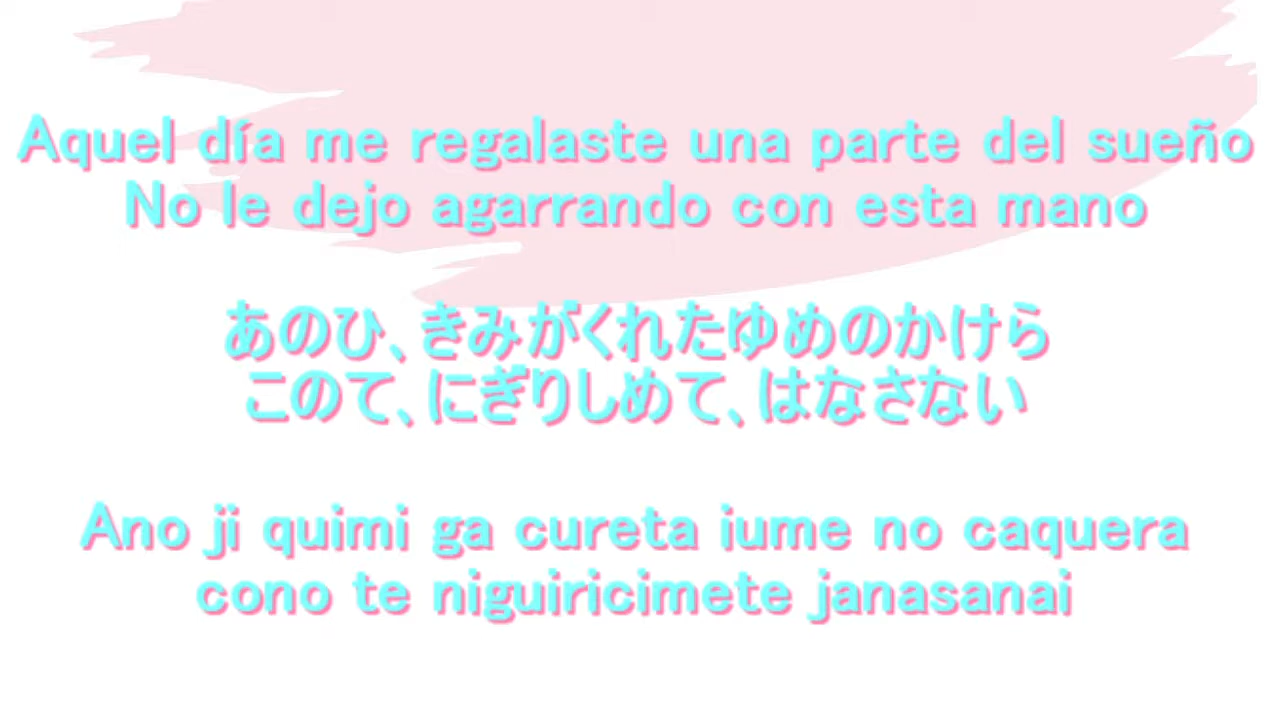 Aquel día me regalaste una parte del sueño
No le dejo agarrando con esta mano
あのひ、きみがくれたゆめのかけら
このて、にぎりしめて、はなさない
Ano ji quimi ga cureta iume no caquera
cono te niguiricimete janasanai